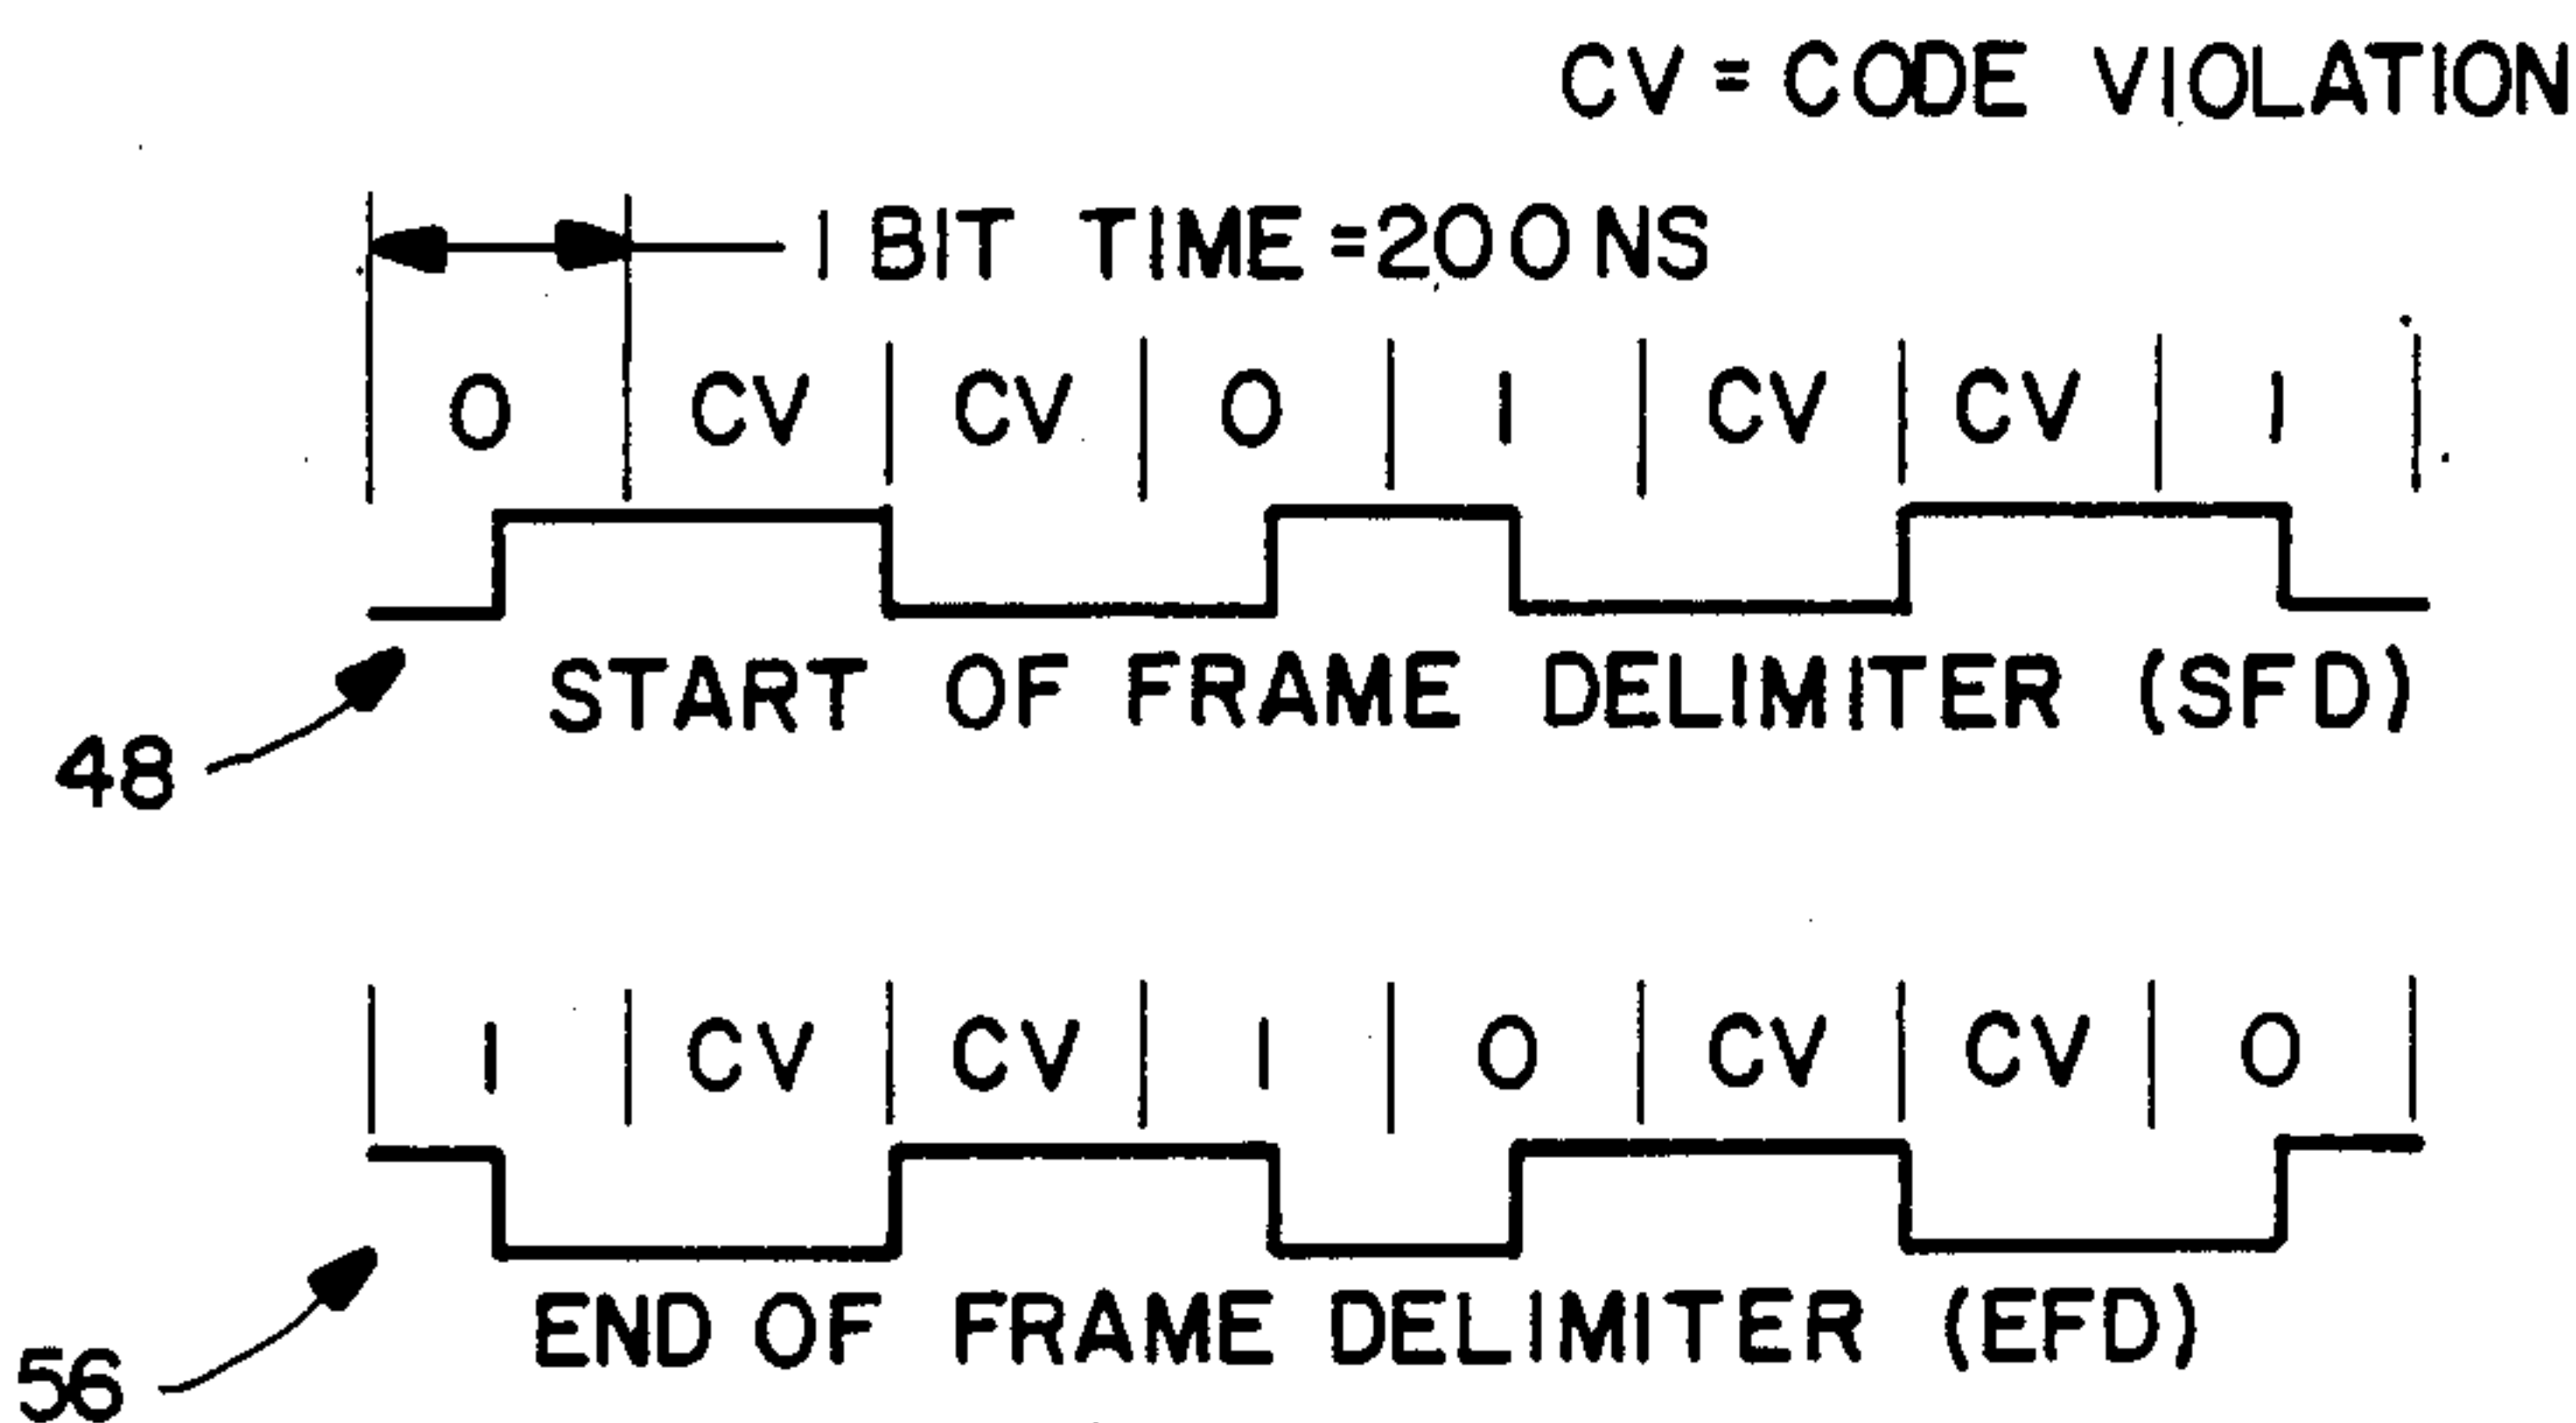 CV = CODE VIOLATION
1 BIT TIME = 200 NS
0 CV CV 0 1 CV CV 1
START OF FRAME DELIMITER (SFD)
48
1 CV CV 1 0 CV CV 0
END OF FRAME DELIMITER (EFD)
56